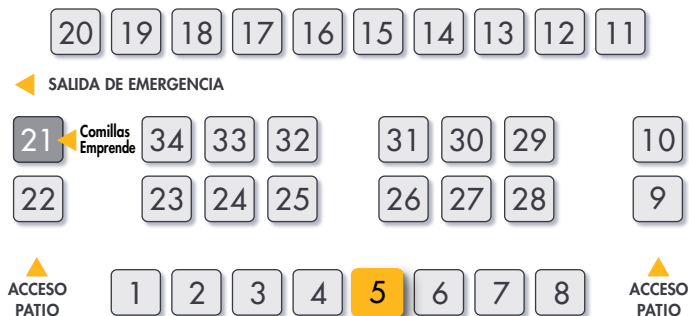 20 19 18 17 16 15 14 13 12 11
SALIDA DE EMERGENCIA
21 Comillas Emprende 34 33 32 31 30 29 10
22 23 24 25 26 27 28 9
ACCESO PATIO 1 2 3 4 5 6 7 8 ACCESO PATIO